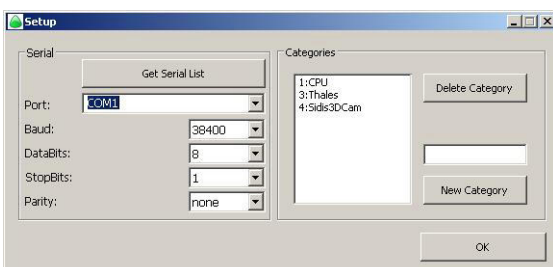 Setup
Serial
Get Serial List
Port: COM1
Baud: 38400
DataBits: 8
StopBits: 1
Parity: none
Categories
1:CPU
3:Thales
4:Sidis3DCam
Delete Category
New Category
OK